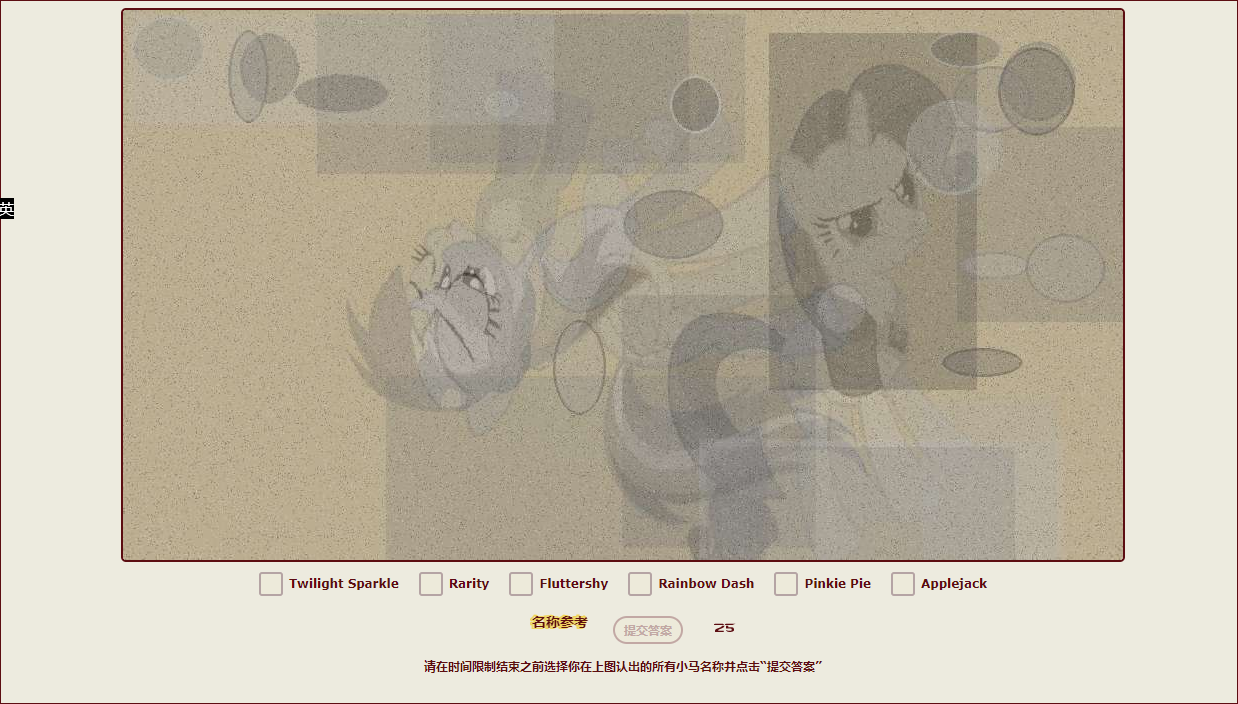 英
Twilight Sparkle Rarity Fluttershy Rainbow Dash Pinkie Pie Applejack
名称参考 提交答案 25
请在时间限制结束之前选择你在上图认出的所有小马名称并点击“提交答案”